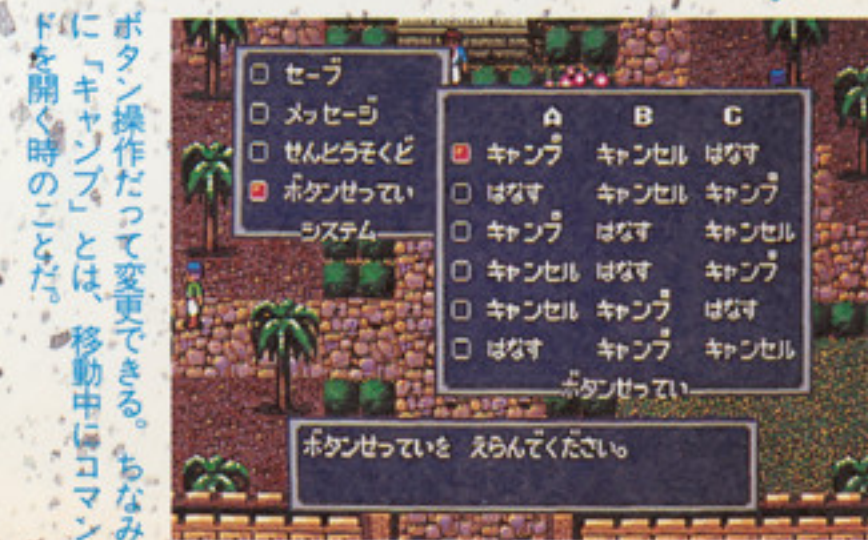 ボタン操作だって変更できる。ちなみ
に「キャンプ」とは、移動中にコマン
ドを開く時のことだ。
セーブ
メッセージ
せんとうそくど
ボタンせってい
システム
A B C
キャンプ キャンセル はなす
はなす キャンセル キャンプ
キャンプ はなす キャンセル
キャンセル はなす キャンプ
キャンセル キャンプ はなす
はなす キャンプ キャンセル
ボタンせってい
ボタンせっていを えらんでください。